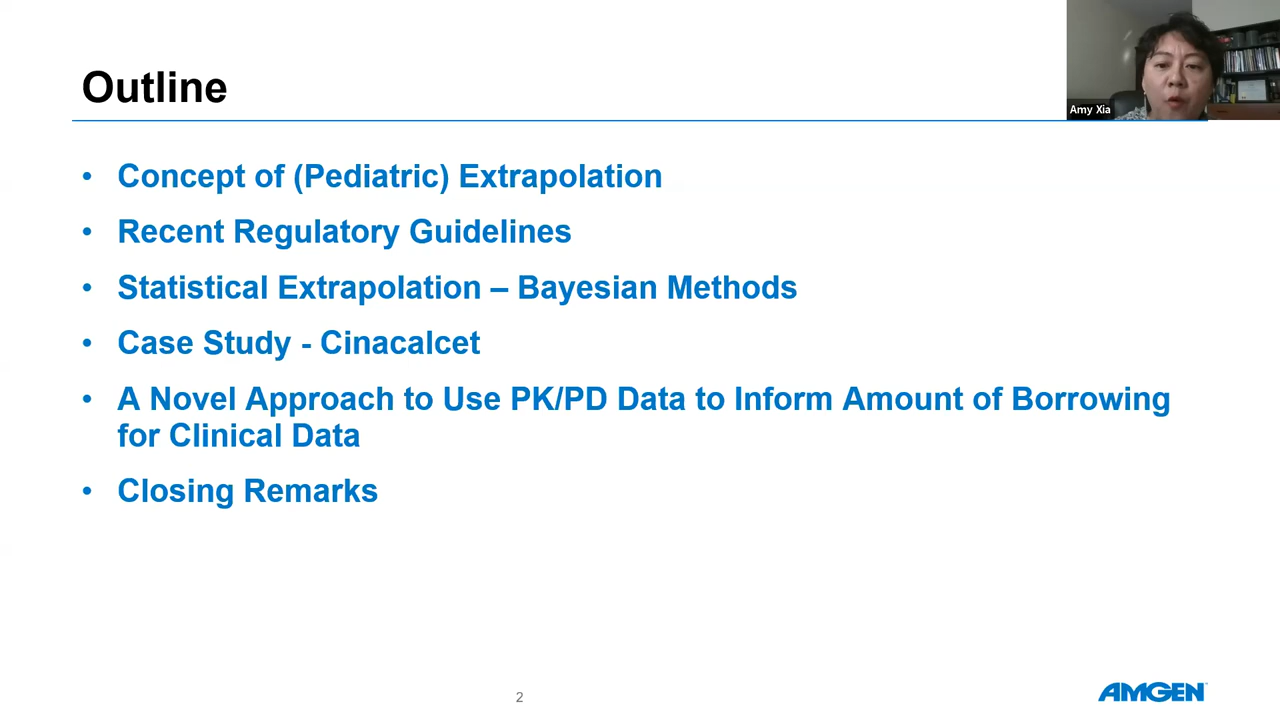 Outline
Amy Xia
• Concept of (Pediatric) Extrapolation
• Recent Regulatory Guidelines
• Statistical Extrapolation – Bayesian Methods
• Case Study - Cinacalcet
• A Novel Approach to Use PK/PD Data to Inform Amount of Borrowing
for Clinical Data
• Closing Remarks
2
AMGEN